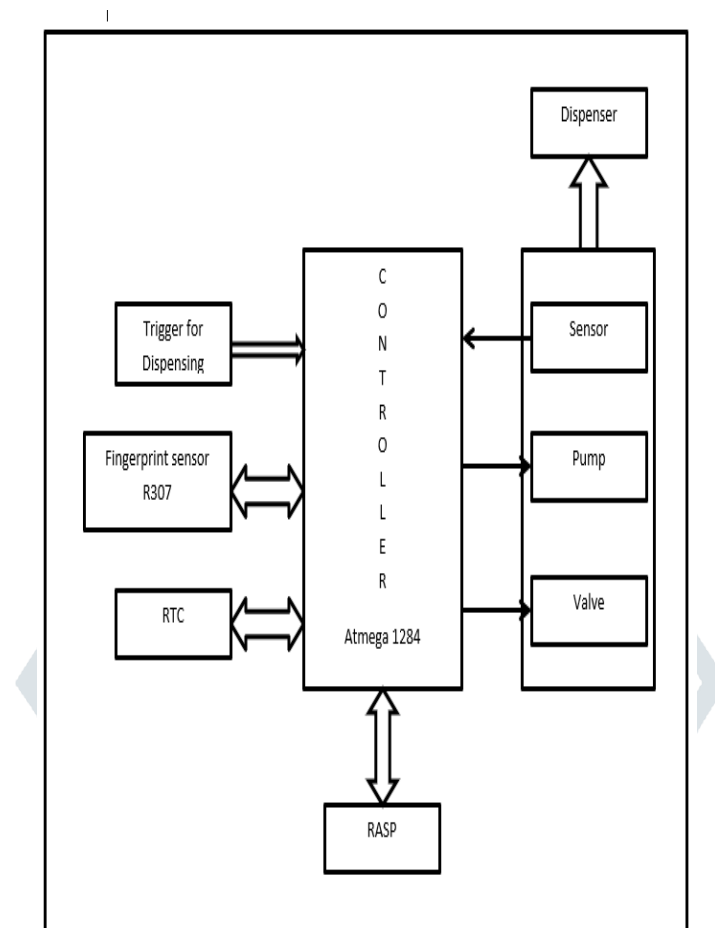 Dispenser
Trigger for
Dispensing
Fingerprint sensor
R307
RTC
C
O
N
T
R
O
L
L
E
R
Atmega 1284
Sensor
Pump
Valve
RASP